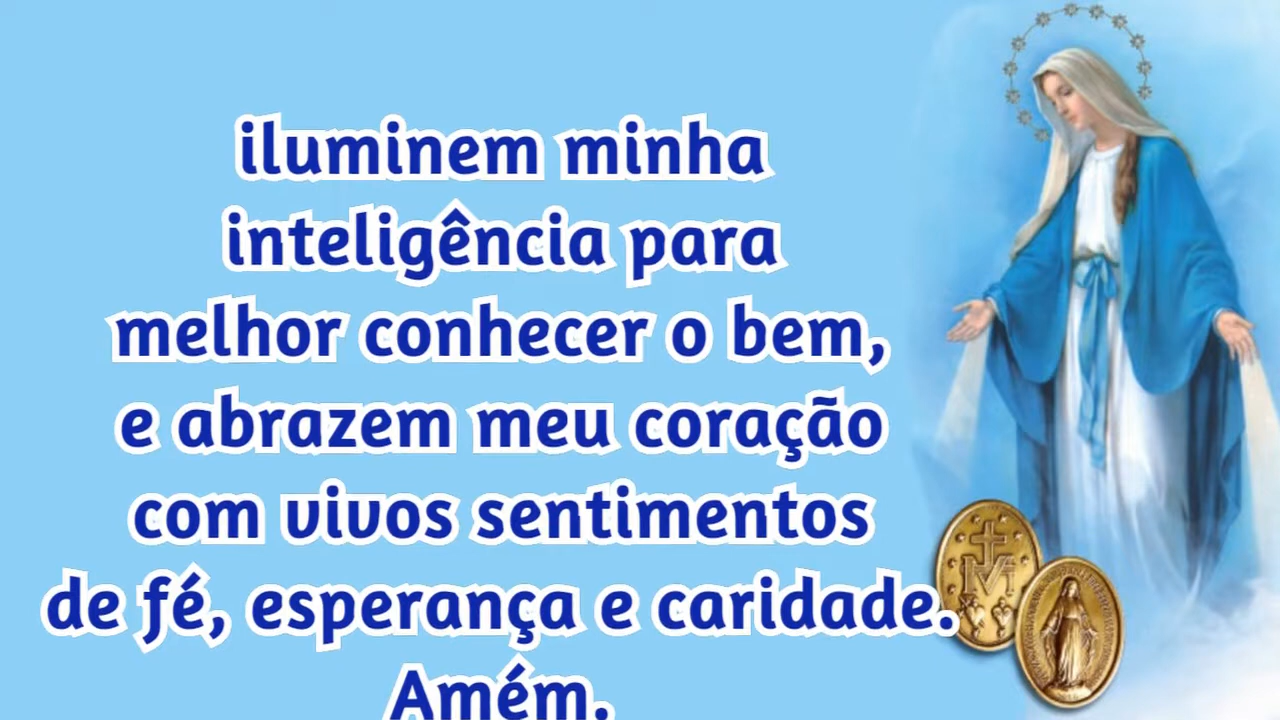 iluminem minha
inteligência para
melhor conhecer o bem,
e abrazem meu coração
com vivos sentimentos
de fé, esperança e caridade.
Amém.